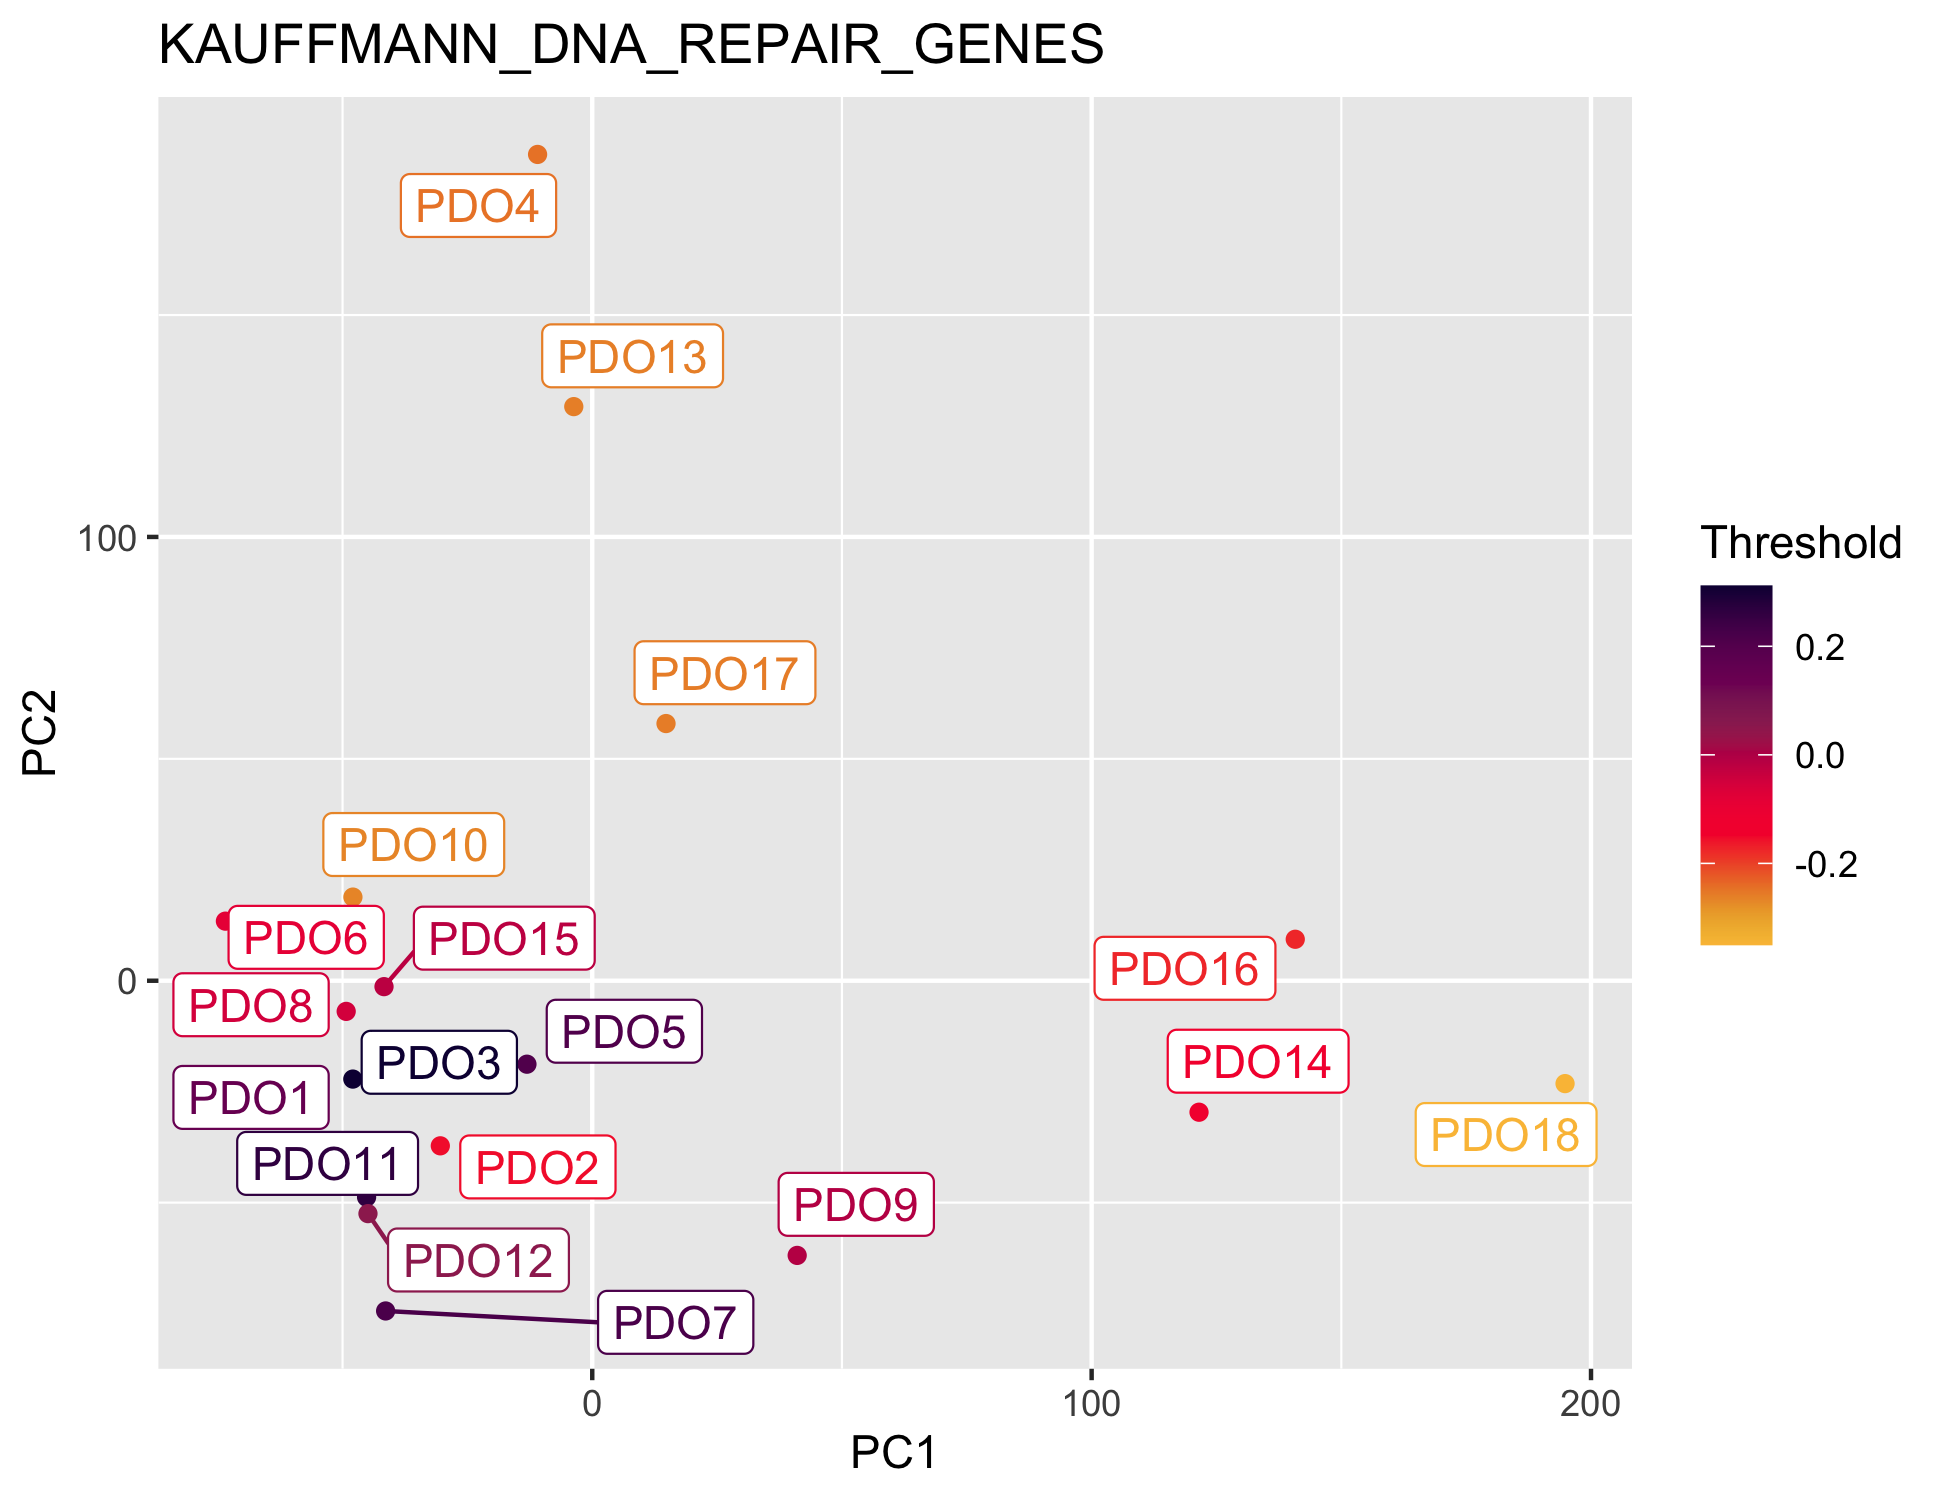 KAUFFMANN_DNA_REPAIR_GENES
PDO4
PDO13
100
PDO17
PC2
PDO10
PDO6
PDO15
0
PDO8
PDO16
PDO5
PDO3
PDO14
PDO1
PDO18
PDO11
PDO2
PDO9
PDO12
PDO7
0
100
200
PC1
Threshold
0.2
0.0
-0.2